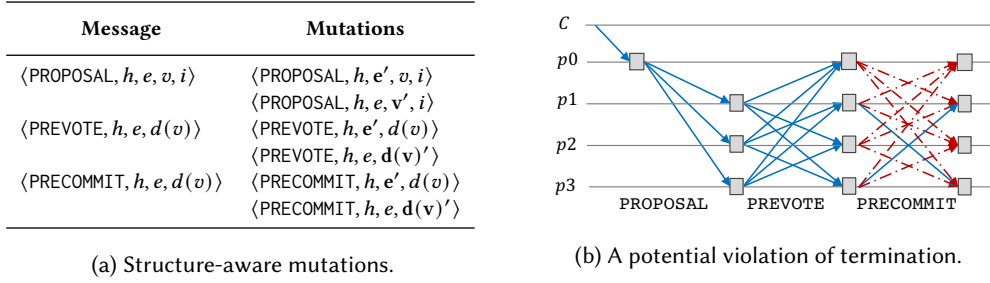 Message Mutations
⟨PROPOSAL, h, e, v, i⟩ ⟨PROPOSAL, h, e′, v, i⟩
⟨PROPOSAL, h, e, v′, i⟩
⟨PREVOTE, h, e, d(v)⟩ ⟨PREVOTE, h, e′, d(v)⟩
⟨PREVOTE, h, e, d(v)′⟩
⟨PRECOMMIT, h, e, d(v)⟩ ⟨PRECOMMIT, h, e′, d(v)⟩
⟨PRECOMMIT, h, e, d(v)′⟩
(a) Structure-aware mutations.
C
p0
p1
p2
p3
PROPOSAL PREVOTE PRECOMMIT
(b) A potential violation of termination.